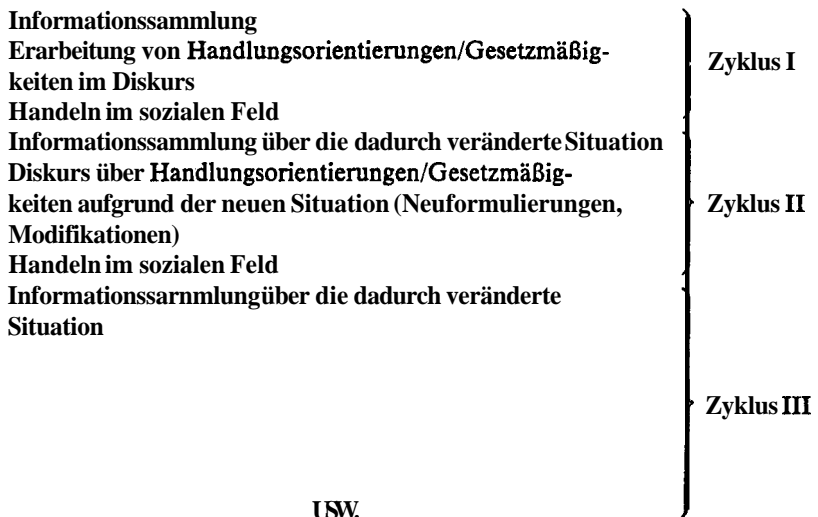 Informationssammlung
Erarbeitung von Handlungsorientierungen/Gesetzmäßig-
keiten im Diskurs
Zyklus I
Handeln im sozialen Feld
Informationssammlung über die dadurch veränderte Situation
Diskurs über Handlungsorientierungen/Gesetzmäßig-
keiten aufgrund der neuen Situation (Neuformulierungen,
Zyklus II
Modifikationen)
Handeln im sozialen Feld
Informationssarnmlungüber die dadurch veränderte
Situation
Zyklus III
USW.